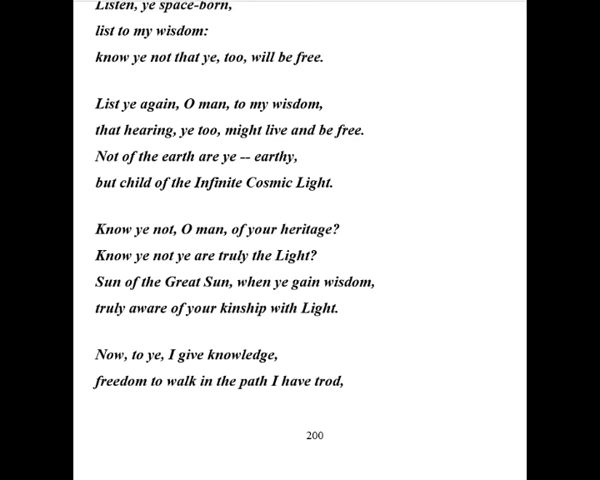 Listen, ye space-born,
list to my wisdom:
know ye not that ye, too, will be free.
List ye again, O man, to my wisdom,
that hearing, ye too, might live and be free.
Not of the earth are ye -- earthy,
but child of the Infinite Cosmic Light.
Know ye not, O man, of your heritage?
Know ye not ye are truly the Light?
Sun of the Great Sun, when ye gain wisdom,
truly aware of your kinship with Light.
Now, to ye, I give knowledge,
freedom to walk in the path I have trod,
200